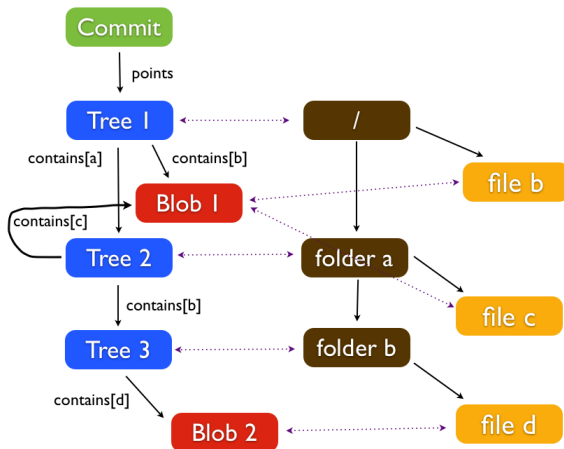 Commit
points
Tree 1
/
contains[a]
contains[b]
file b
Blob 1
contains[c]
Tree 2
folder a
contains[b]
file c
Tree 3
folder b
contains[d]
Blob 2
file d